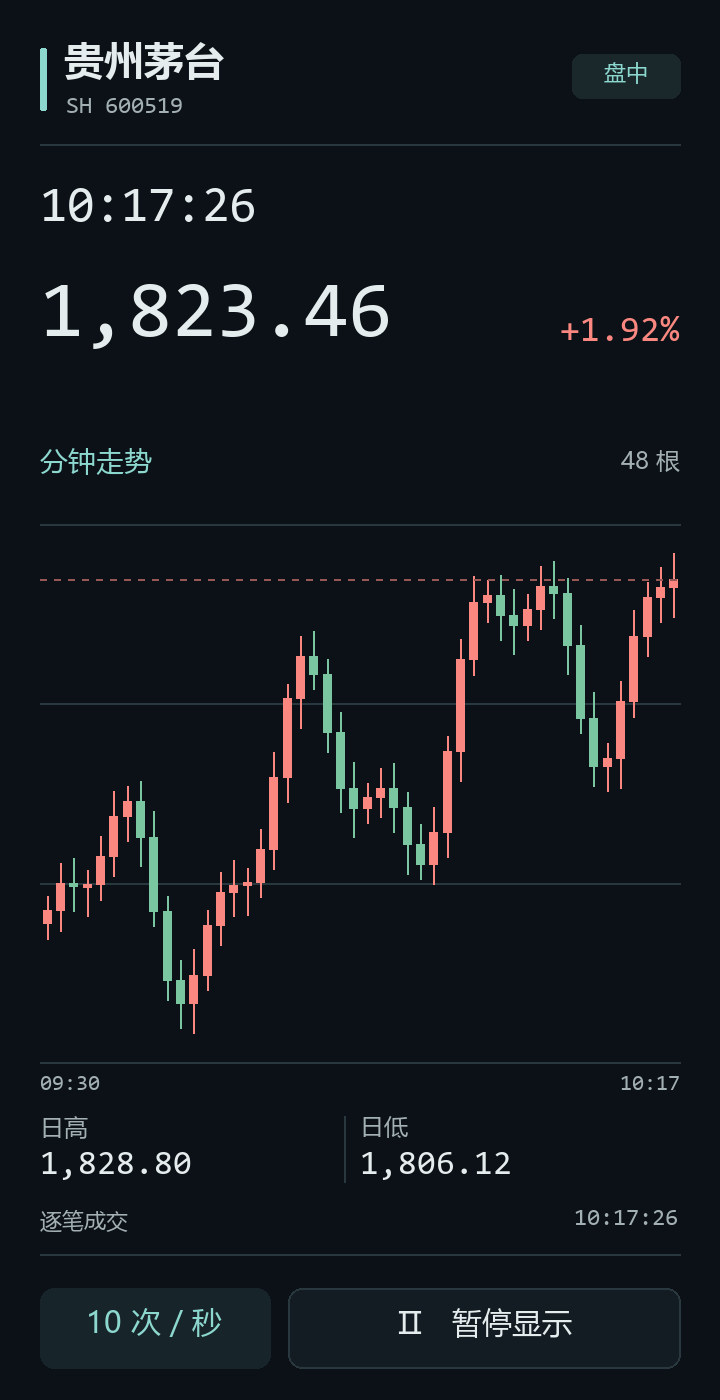 贵州茅台
SH 600519
盘中
10:17:26
1,823.46
+1.92%
分钟走势
48 根
09:30
10:17
日高
1,828.80
日低
1,806.12
逐笔成交
10:17:26
10 次 / 秒
暂停显示